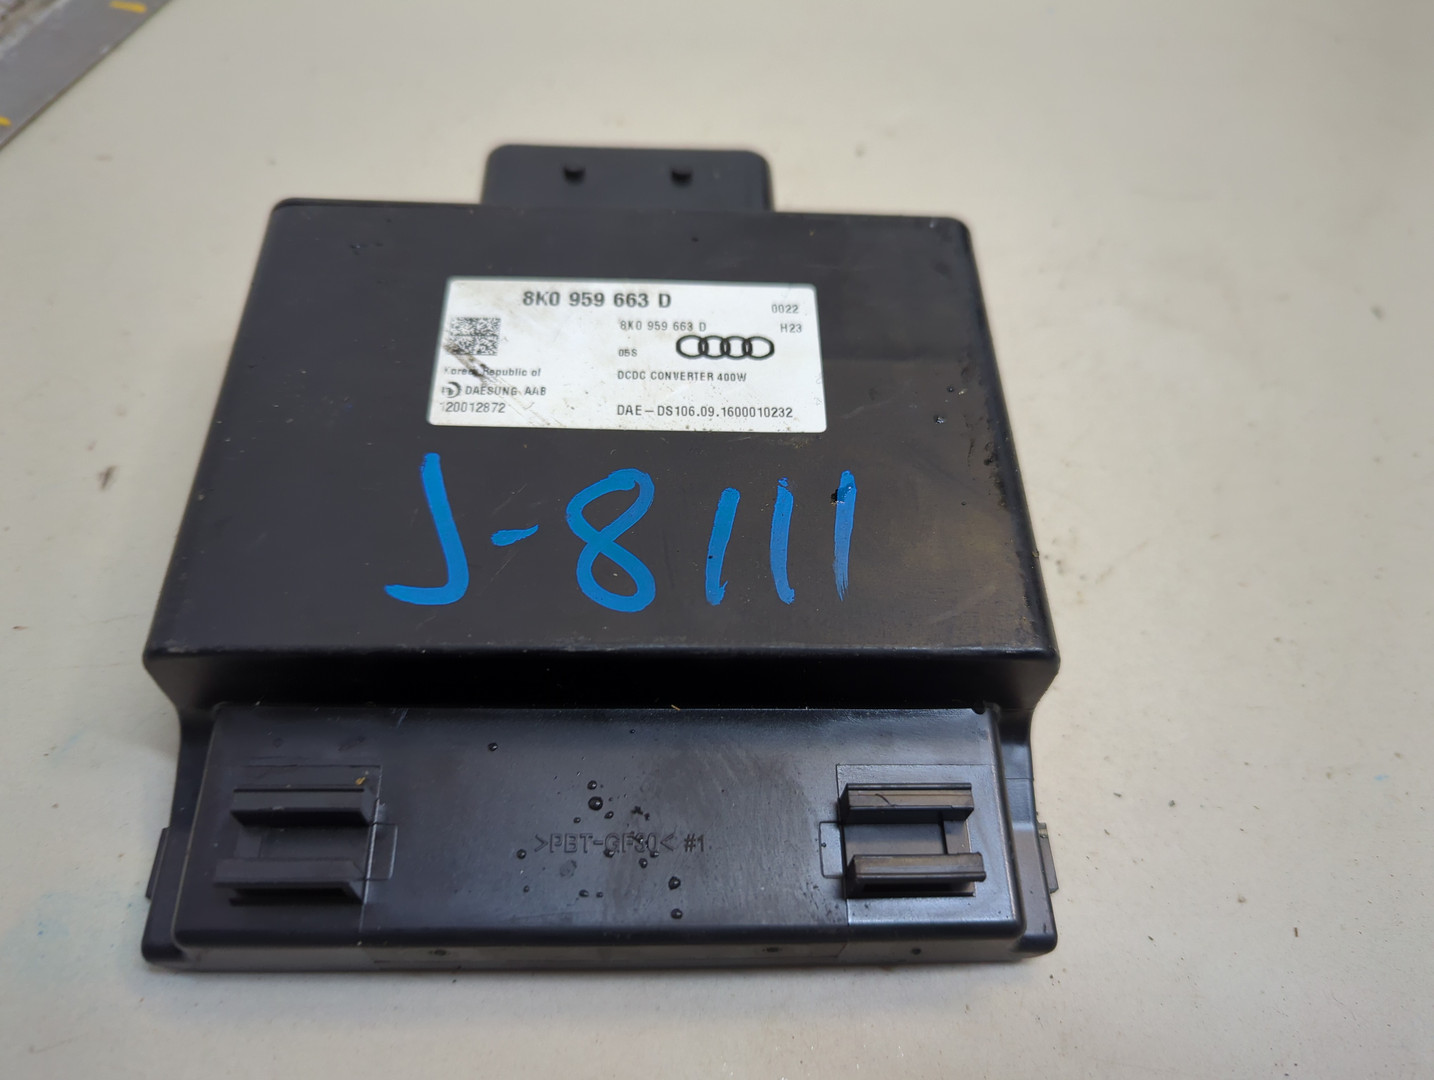 8K0 959 663 D
0022
8K0 959 663 D H23
05S
Korea, Republic of
DCDC CONVERTER 400W
DAESUNG AAB
120012872
DAE-DS106.09.1600010232
J-8111
>PBT-GF30< #1